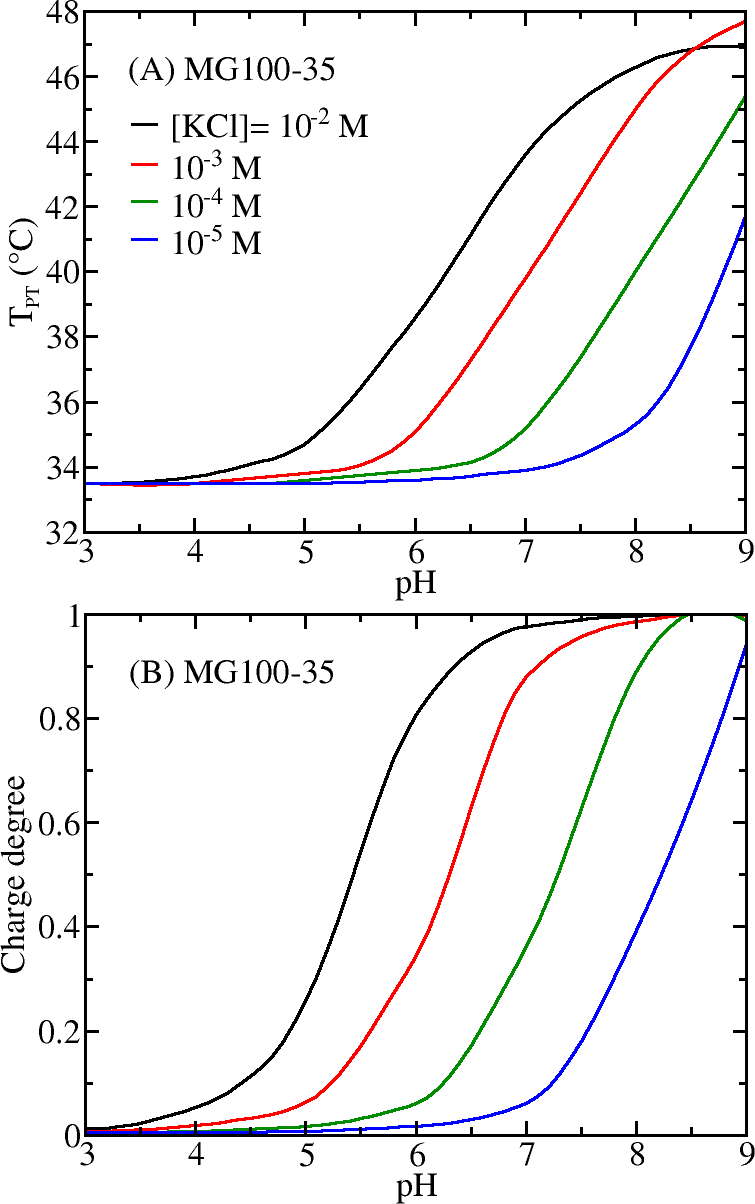 48
46
44
42
40
38
36
34
32
T_PT (°C)
(A) MG100-35
[KCl]= 10^-2 M
10^-3 M
10^-4 M
10^-5 M
3 4 5 6 7 8 9
pH
1
0.8
0.6
0.4
0.2
0
Charge degree
(B) MG100-35
3 4 5 6 7 8 9
pH